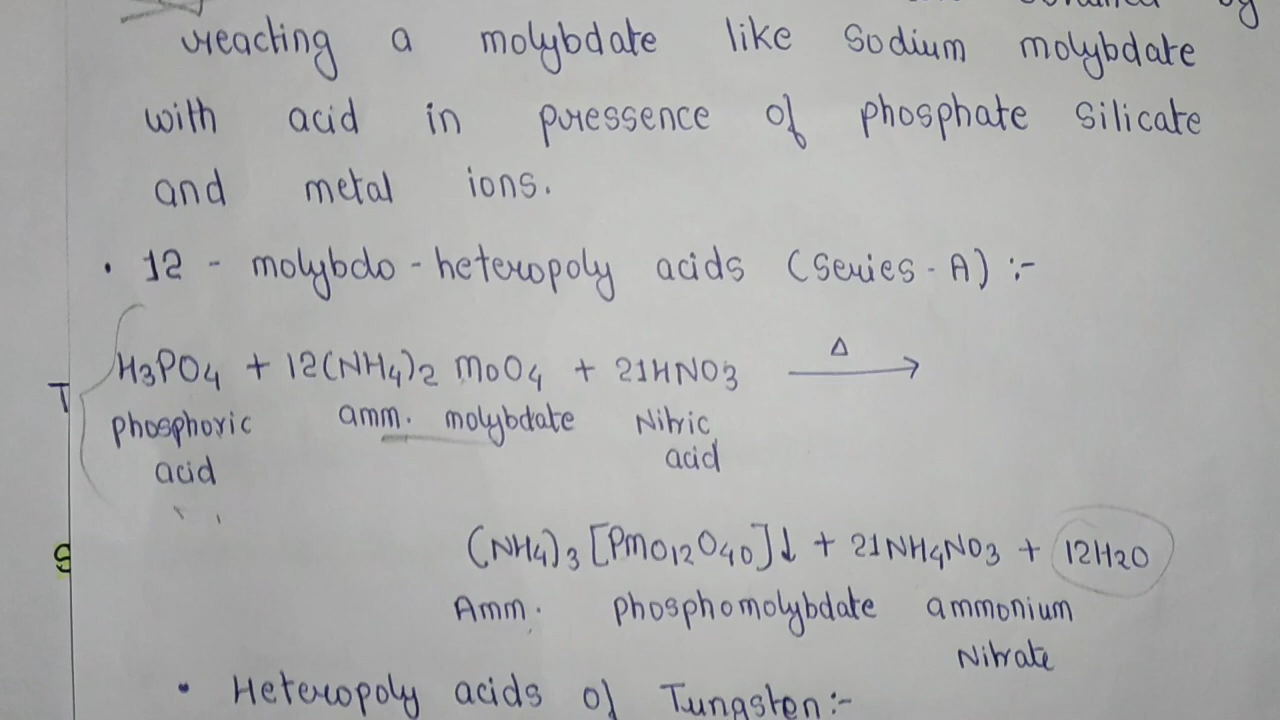 by
reacting a molybdate like sodium molybdate
with acid in pressence of phosphate silicate
and metal ions.
• 12 - molybdo - heteropoly acids (series - A) :-
H3PO4 + 12(NH4)2 MoO4 + 21HNO3 Δ →
phosphoric amm. molybdate Nitric
acid acid
T
(NH4)3 [PMo12O40]↓ + 21NH4NO3 + 12H2O
S
Amm. phosphomolybdate ammonium
Nitrate
• Heteropoly acids of Tungsten:-